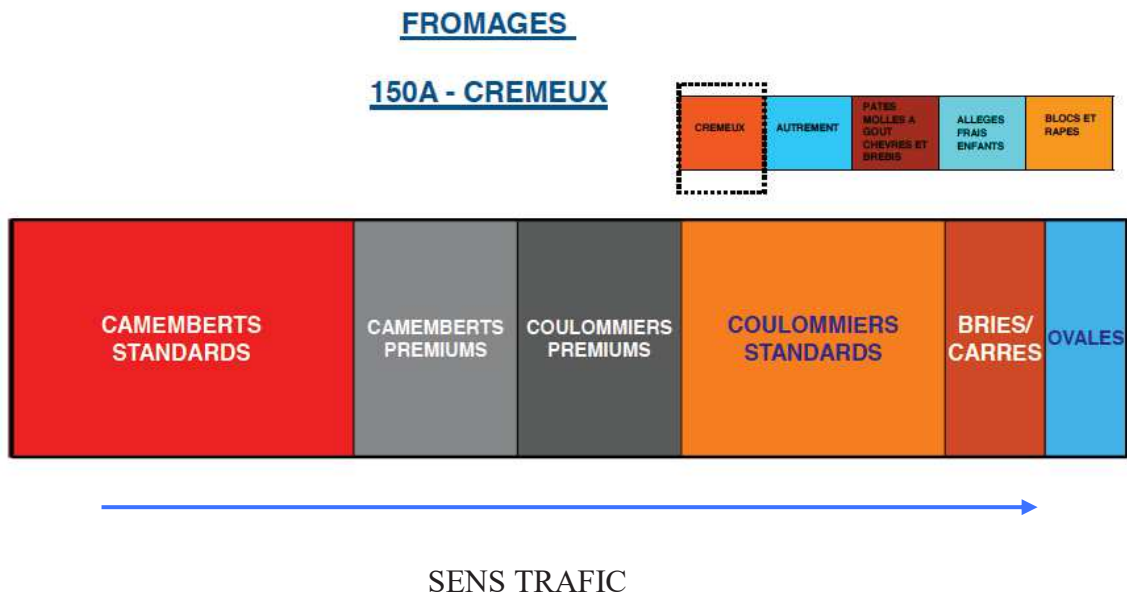 FROMAGES
150A - CREMEUX
CREMEUX
AUTREMENT
PATES
MOLLES A
GOUT
CHEVRES ET
BREBIS
ALLEGES
FRAIS
ENFANTS
BLOCS ET
RAPES
CAMEMBERTS
STANDARDS
CAMEMBERTS
PREMIUMS
COULOMMIERS
PREMIUMS
COULOMMIERS
STANDARDS
BRIES/
CARRES
OVALES
SENS TRAFIC